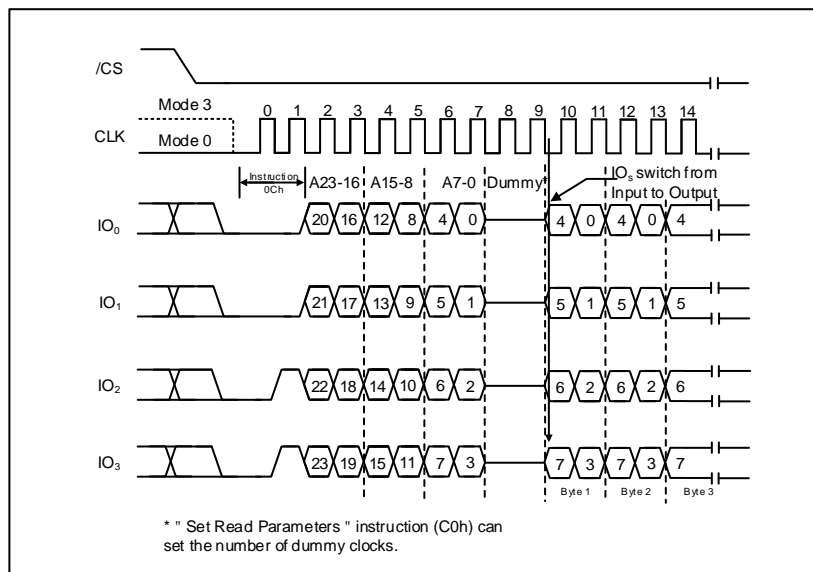 /CS
Mode 3
0 1 2 3 4 5 6 7 8 9 10 11 12 13 14
CLK
Mode 0
Instruction
0Ch
A23-16 A15-8 A7-0 Dummy*
IOs switch from
Input to Output
IO0
20 16 12 8 4 0 4 0 4 0 4
IO1
21 17 13 9 5 1 5 1 5 1 5
IO2
22 18 14 10 6 2 6 2 6 2 6
IO3
23 19 15 11 7 3 7 3 7 3 7
Byte 1 Byte 2 Byte 3
* " Set Read Parameters " instruction (C0h) can
set the number of dummy clocks.